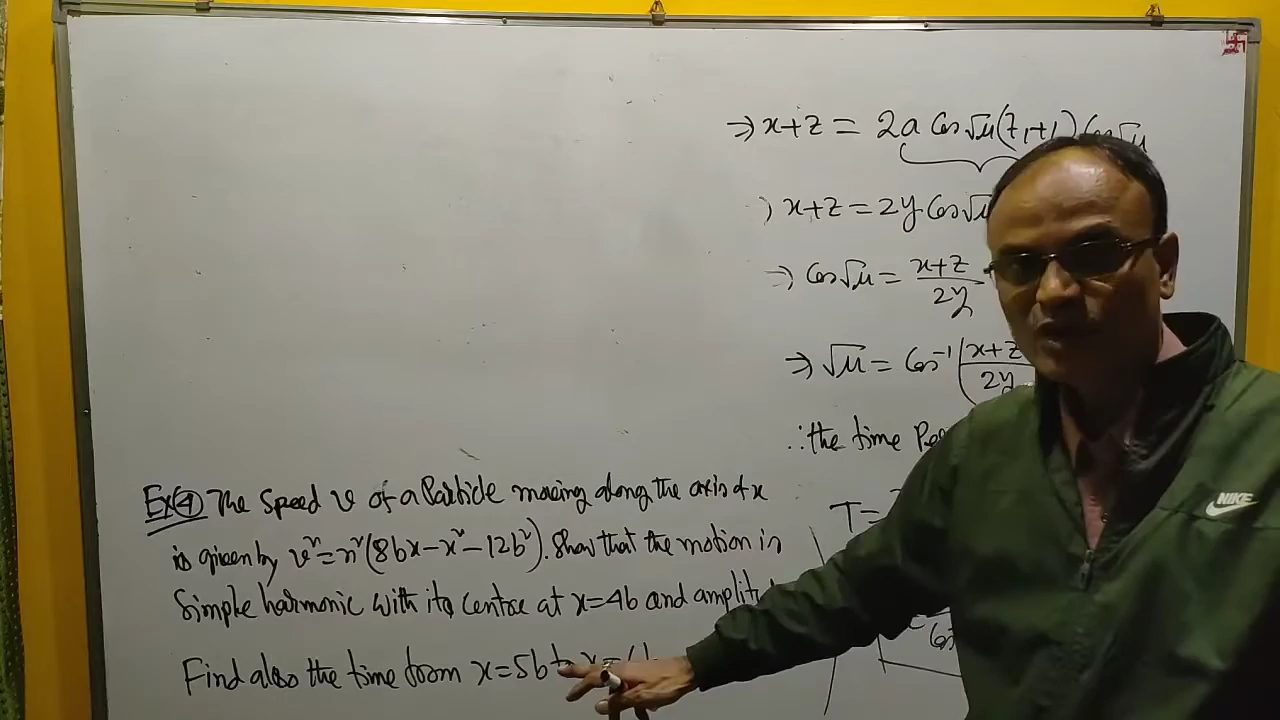 ⇒ x+z = 2a Cos√μ(t₁+1) Cos√μ
⇒ x+z = 2y Cos√μ
⇒ Cos√μ = x+z / 2y
⇒ √μ = Cos⁻¹(x+z / 2y
∴ the time Per
T =
Ex④ The Speed v of a Particle moving along the axis of x
is given by v² = n²(8bx − x² − 12b²). Show that the motion is
Simple harmonic with its centre at x=4b and amplit
Find also the time from x=5b to x=
NIKE